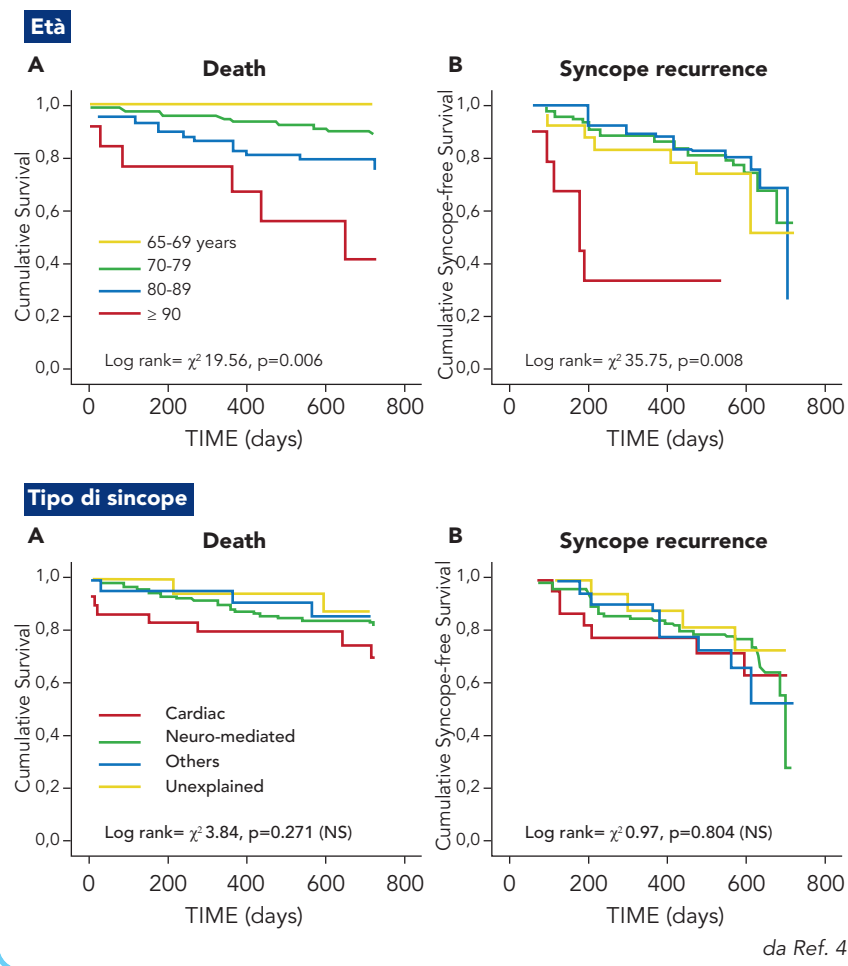 Età
A Death
B Syncope recurrence
Cumulative Survival
1,0
0,8
0,6
0,4
0,2
0,0
65-69 years
70-79
80-89
≥ 90
Log rank= χ² 19.56, p=0.006
0 200 400 600 800
TIME (days)
Cumulative Syncope-free Survival
1,0
0,8
0,6
0,4
0,2
0,0
Log rank= χ² 35.75, p=0.008
0 200 400 600 800
TIME (days)
Tipo di sincope
A Death
B Syncope recurrence
Cumulative Survival
1,0
0,8
0,6
0,4
0,2
0,0
Cardiac
Neuro-mediated
Others
Unexplained
Log rank= χ² 3.84, p=0.271 (NS)
0 200 400 600 800
TIME (days)
Cumulative Syncope-free Survival
1,0
0,8
0,6
0,4
0,2
0,0
Log rank= χ² 0.97, p=0.804 (NS)
0 200 400 600 800
TIME (days)
da Ref. 4